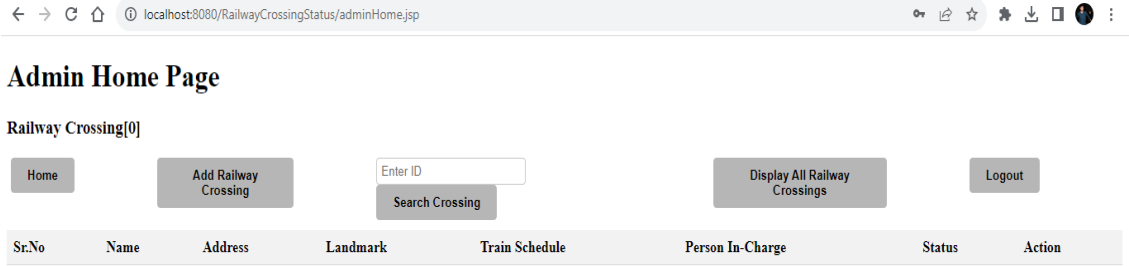 localhost:8080/RailwayCrossingStatus/adminHome.jsp
Admin Home Page
Railway Crossing[0]
Home
Add Railway
Crossing
Enter ID
Search Crossing
Display All Railway
Crossings
Logout
Sr.No Name Address Landmark Train Schedule Person In-Charge Status Action